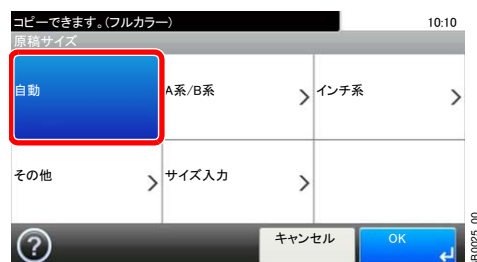 コピーできます。(フルカラー)
10:10
原稿サイズ
自動
A系/B系
インチ系
その他
サイズ入力
?
キャンセル
OK